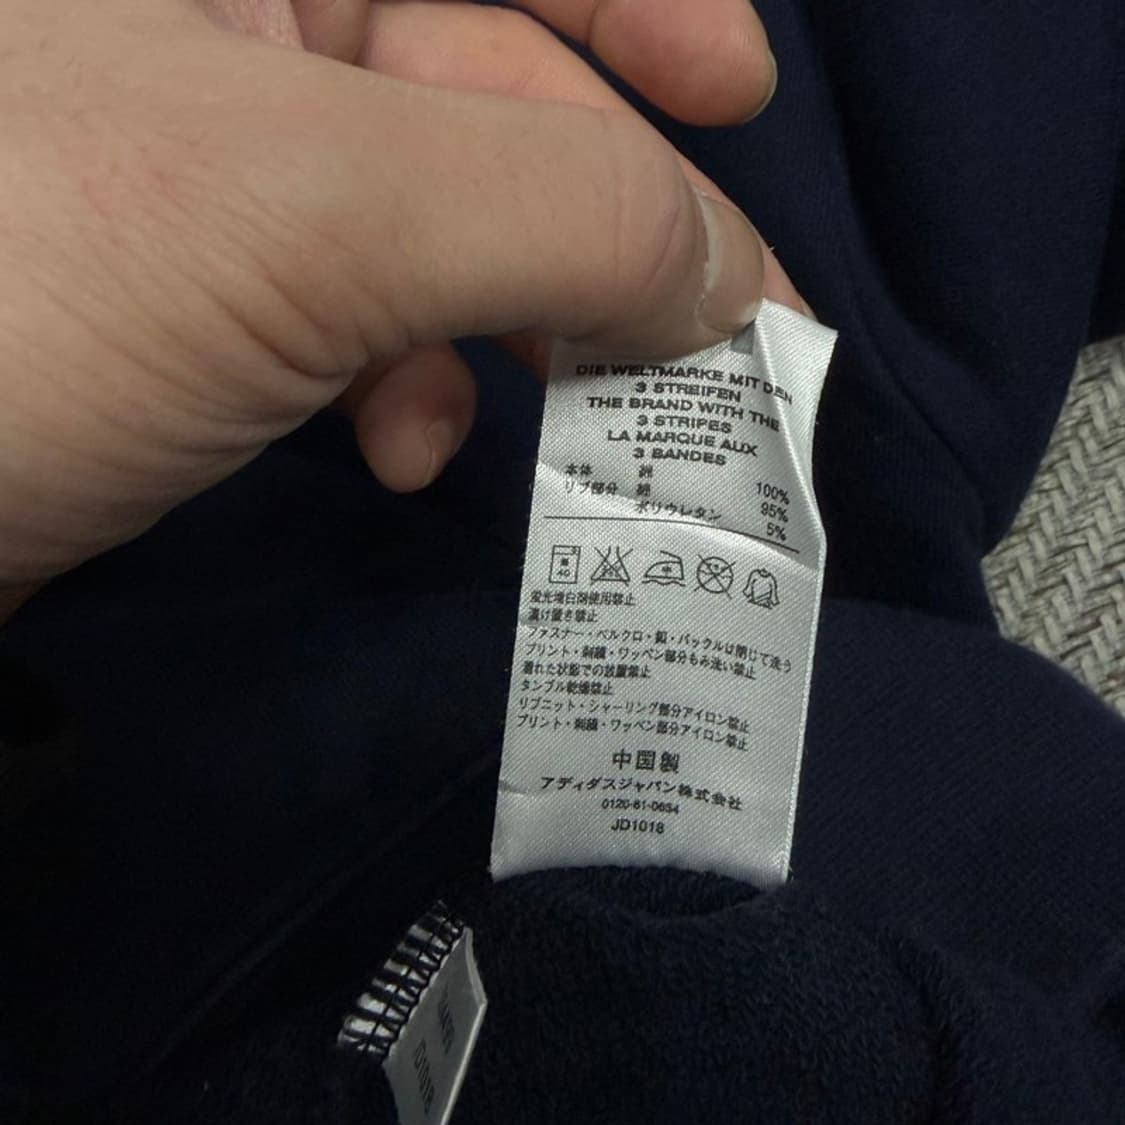 DIE WELTMARKE MIT DEN
3 STREIFEN
THE BRAND WITH THE
3 STRIPES
LA MARQUE AUX
3 BANDES
本体 綿 100%
リブ部分 綿 95%
ポリウレタン 5%
40
蛍光増白剤使用禁止
漬け置き禁止
ファスナー・ベルクロ・釦・バックルは閉じて洗う
プリント・刺繍・ワッペン部分もみ洗い禁止
濡れた状態での放置禁止
タンブル乾燥禁止
リブニット・シャーリング部分アイロン禁止
プリント・刺繍・ワッペン部分アイロン禁止
中国製
アディダスジャパン株式会社
0120-81-0654
JD1018
JD1018